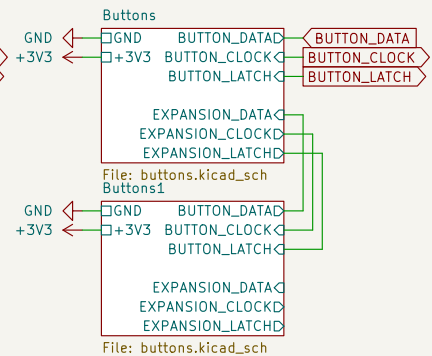 Buttons
GND GND BUTTON_DATA BUTTON_DATA
+3V3 +3V3 BUTTON_CLOCK BUTTON_CLOCK
BUTTON_LATCH BUTTON_LATCH
EXPANSION_DATA
EXPANSION_CLOCK
EXPANSION_LATCH
File: buttons.kicad_sch
Buttons1
GND GND BUTTON_DATA
+3V3 +3V3 BUTTON_CLOCK
BUTTON_LATCH
EXPANSION_DATA
EXPANSION_CLOCK
EXPANSION_LATCH
File: buttons.kicad_sch